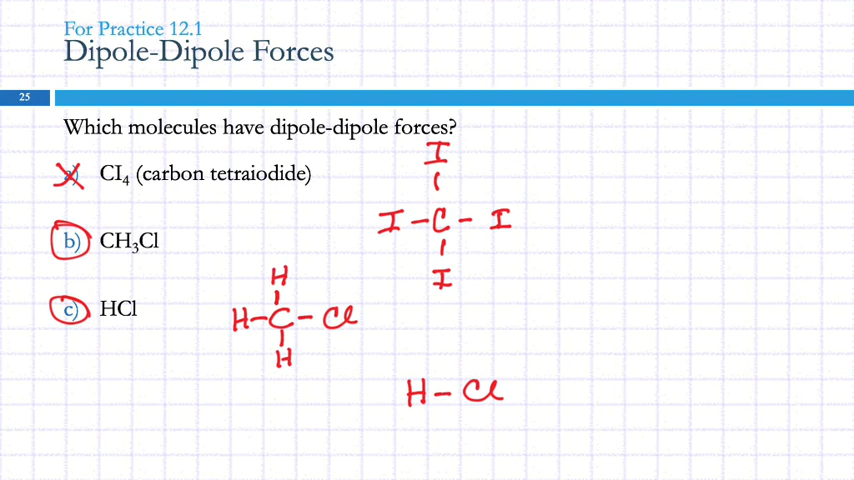 For Practice 12.1
Dipole-Dipole Forces
25
Which molecules have dipole-dipole forces?
I
a) CI₄ (carbon tetraiodide)
I - C - I
b) CH₃Cl
I
H
c) HCl
H - C - Cl
H
H - Cl